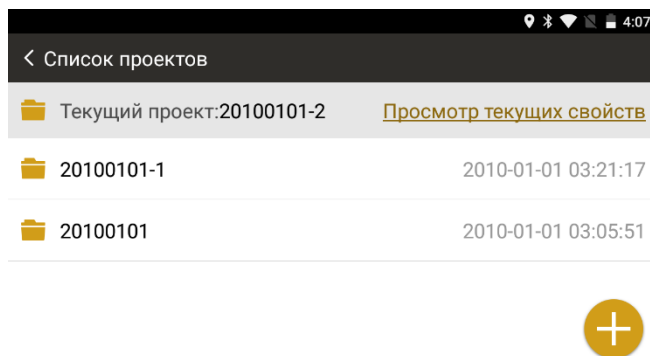 4:07
Список проектов
Текущий проект:20100101-2 Просмотр текущих свойств
20100101-1 2010-01-01 03:21:17
20100101 2010-01-01 03:05:51